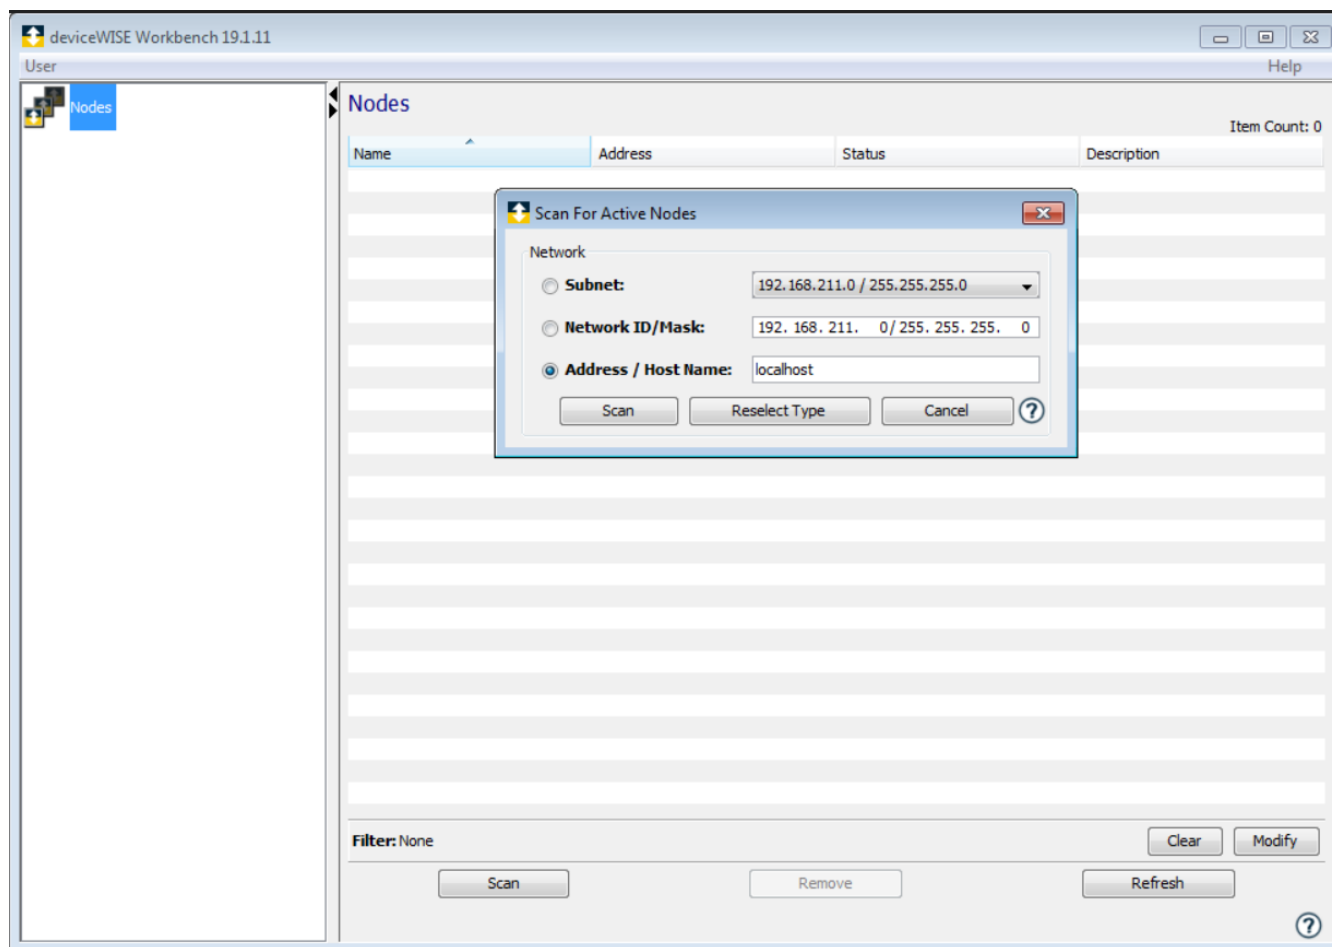 deviceWISE Workbench 19.1.11
User Help
Nodes
Nodes
Item Count: 0
Name Address Status Description
Scan For Active Nodes
Network
Subnet: 192.168.211.0 / 255.255.255.0
Network ID/Mask: 192. 168. 211. 0/ 255. 255. 255. 0
Address / Host Name: localhost
Scan Reselect Type Cancel ?
Filter: None Clear Modify
Scan Remove Refresh
?